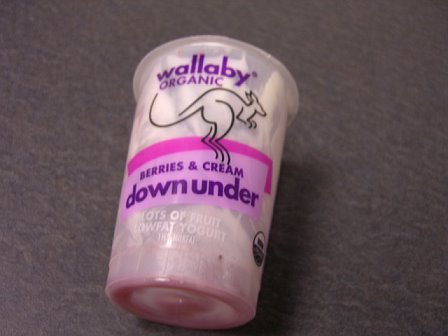 wallaby®
ORGANIC
BERRIES & CREAM
down under
LOTS OF FRUIT
LOWFAT YOGURT